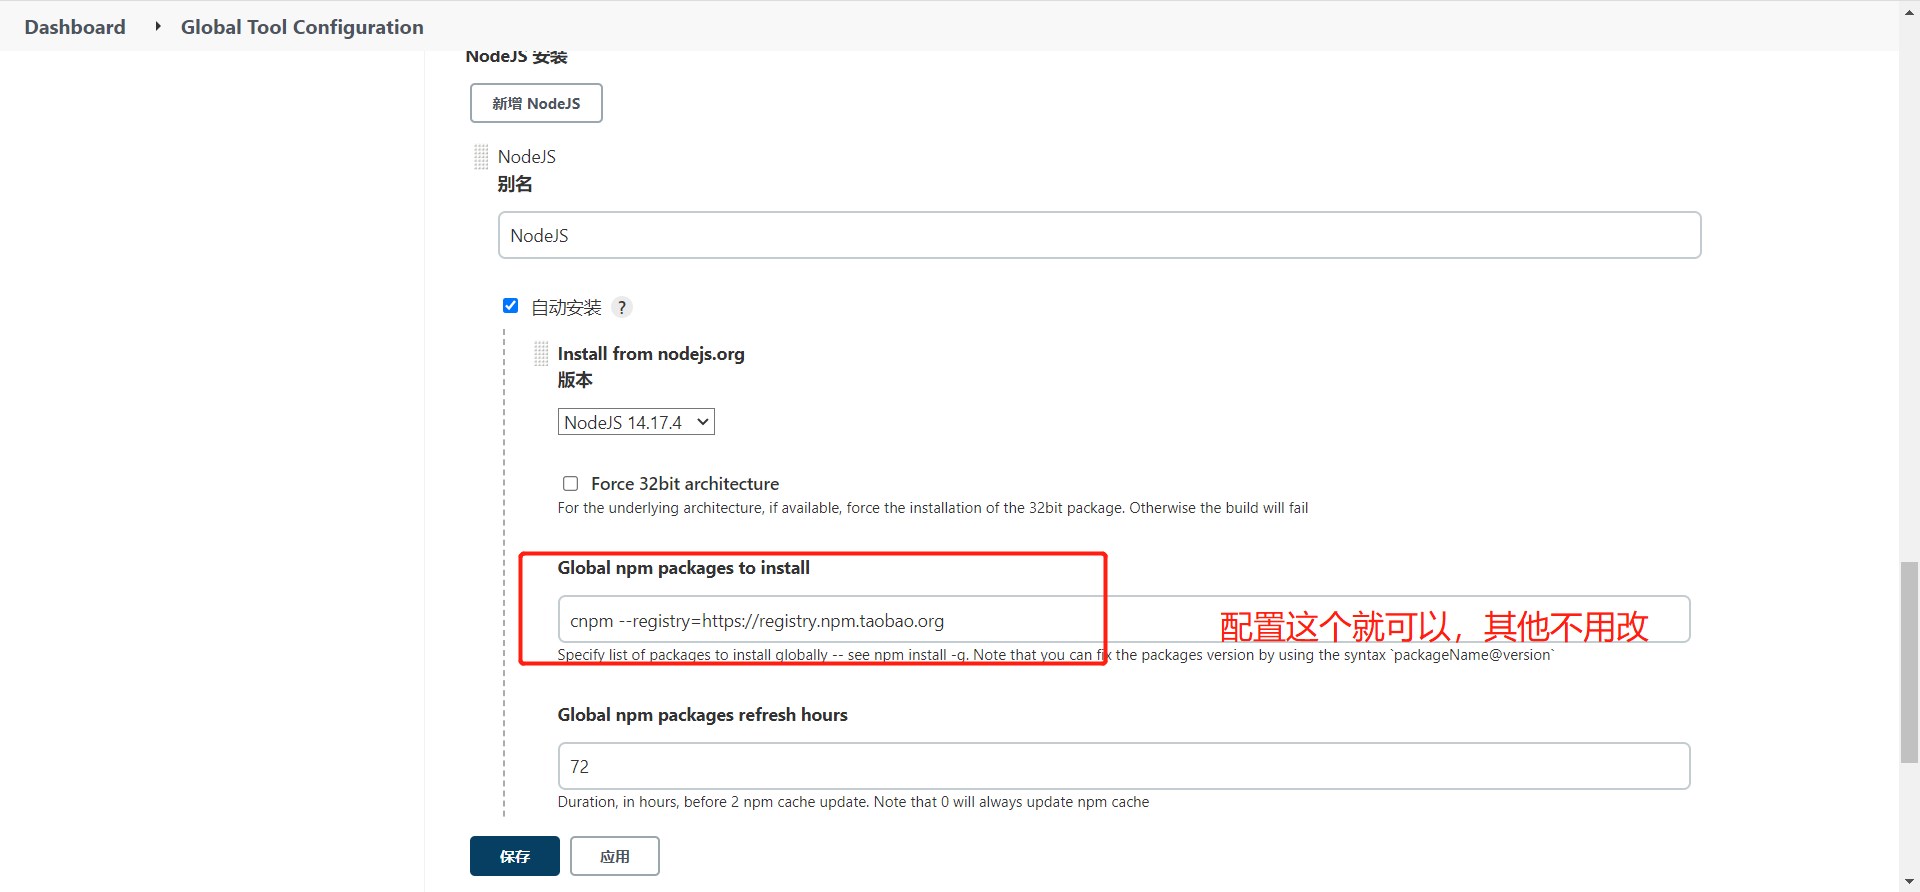 Dashboard Global Tool Configuration
NodeJS 安装
新增 NodeJS
NodeJS
别名
NodeJS
自动安装 ?
Install from nodejs.org
版本
NodeJS 14.17.4
Force 32bit architecture
For the underlying architecture, if available, force the installation of the 32bit package. Otherwise the build will fail
Global npm packages to install
cnpm --registry=https://registry.npm.taobao.org
配置这个就可以，其他不用改
Specify list of packages to install globally -- see npm install -g. Note that you can fix the packages version by using the syntax `packageName@version`
Global npm packages refresh hours
72
Duration, in hours, before 2 npm cache update. Note that 0 will always update npm cache
保存 应用